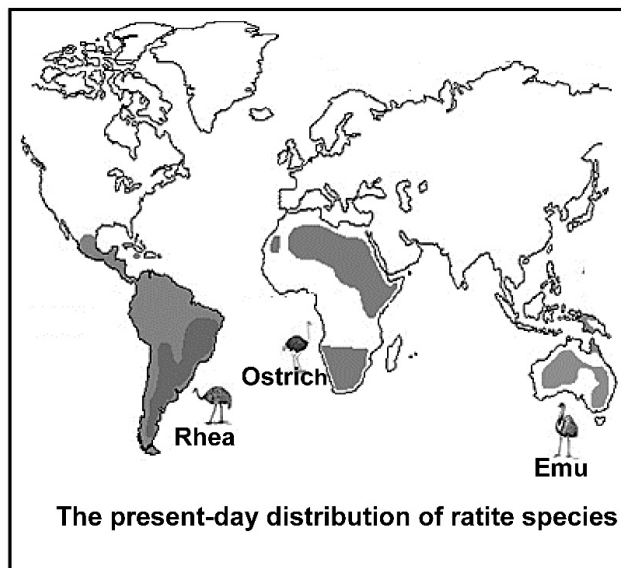 Ostrich
Rhea
Emu
The present-day distribution of ratite species